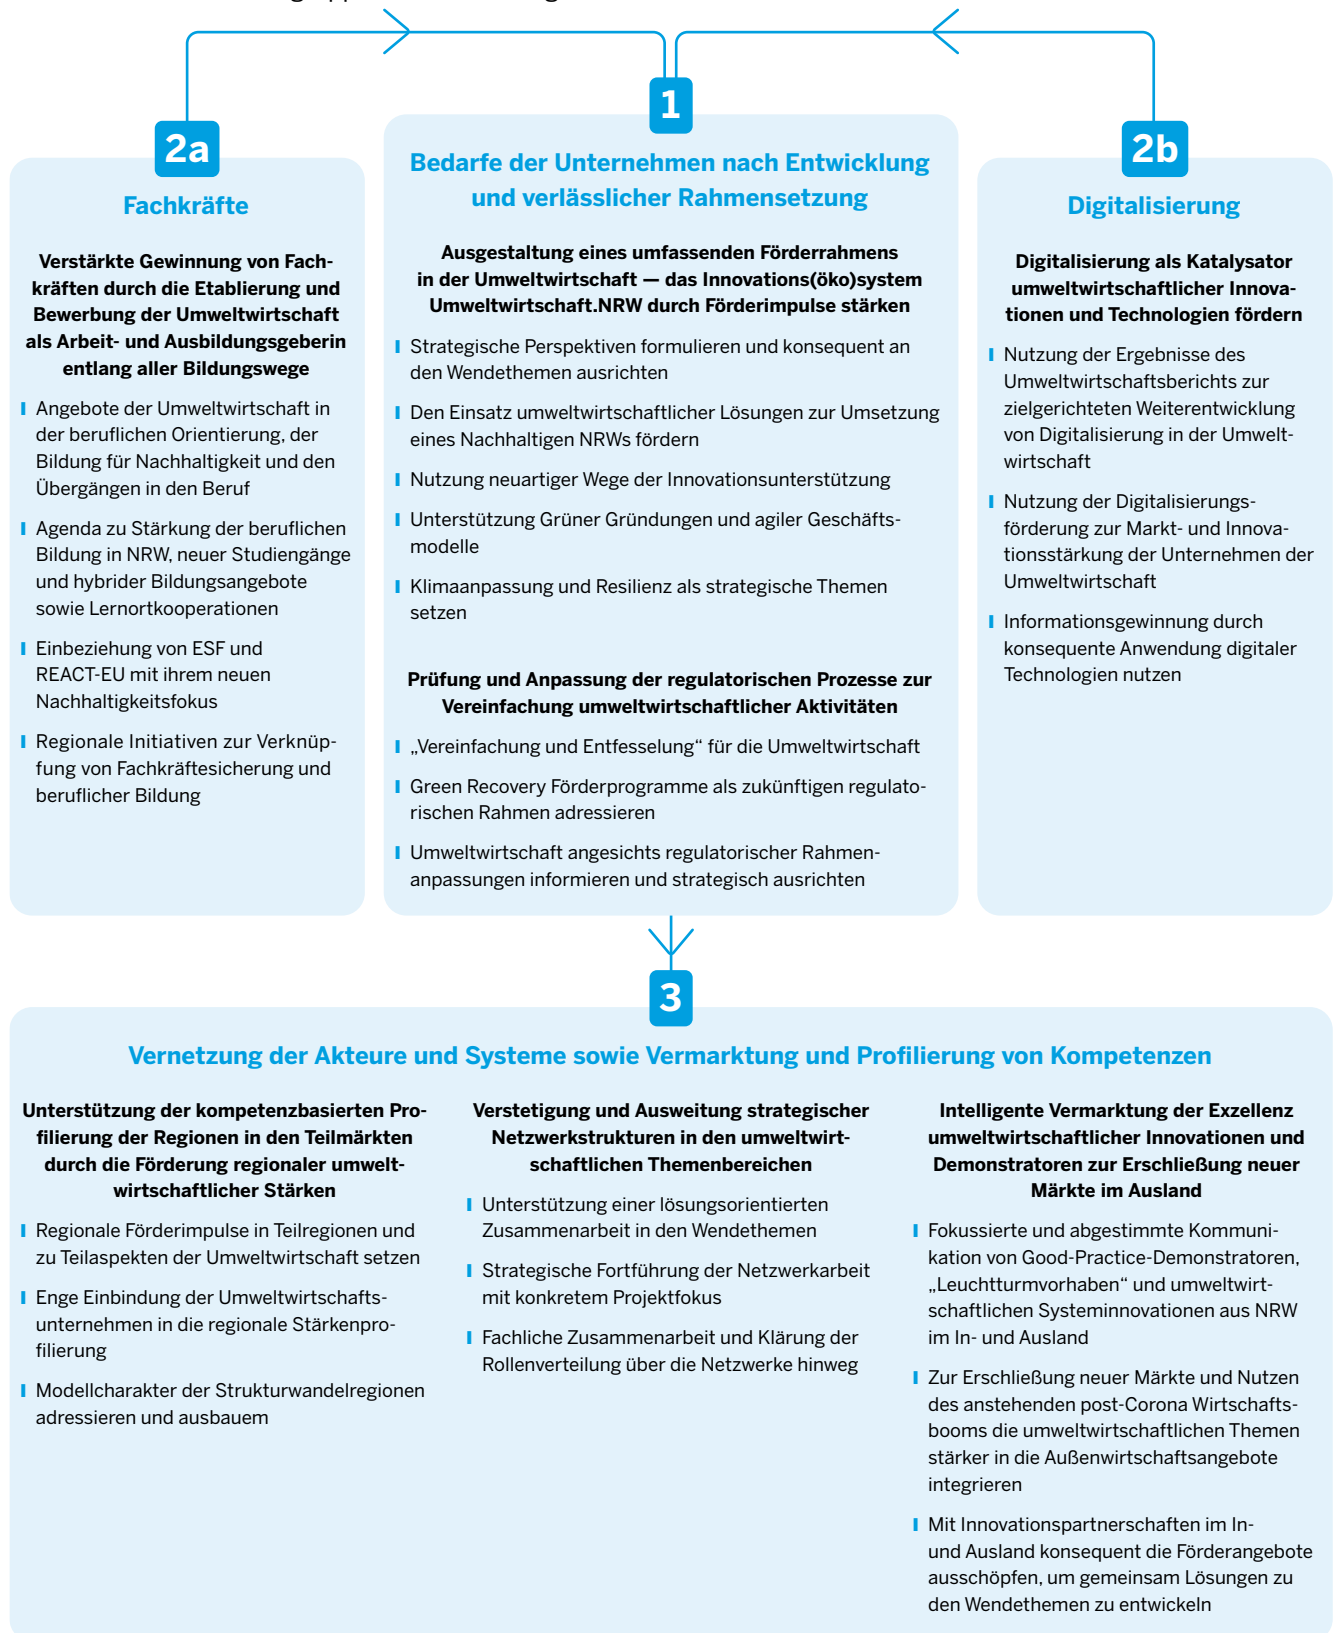 2a
Fachkräfte
Verstärkte Gewinnung von Fach-
kräften durch die Etablierung und
Bewerbung der Umweltwirtschaft
als Arbeit- und Ausbildungsgeberin
entlang aller Bildungswege
Angebote der Umweltwirtschaft in
der beruflichen Orientierung, der
Bildung für Nachhaltigkeit und den
Übergängen in den Beruf
Agenda zu Stärkung der beruflichen
Bildung in NRW, neuer Studiengänge
und hybrider Bildungsangebote
sowie Lernortkooperationen
Einbeziehung von ESF und
REACT-EU mit ihrem neuen
Nachhaltigkeitsfokus
Regionale Initiativen zur Verknüp-
fung von Fachkräftesicherung und
beruflicher Bildung
1
Bedarfe der Unternehmen nach Entwicklung
und verlässlicher Rahmensetzung
Ausgestaltung eines umfassenden Förderrahmens
in der Umweltwirtschaft — das Innovations(öko)system
Umweltwirtschaft.NRW durch Förderimpulse stärken
Strategische Perspektiven formulieren und konsequent an
den Wendethemen ausrichten
Den Einsatz umweltwirtschaftlicher Lösungen zur Umsetzung
eines Nachhaltigen NRWs fördern
Nutzung neuartiger Wege der Innovationsunterstützung
Unterstützung Grüner Gründungen und agiler Geschäfts-
modelle
Klimaanpassung und Resilienz als strategische Themen
setzen
Prüfung und Anpassung der regulatorischen Prozesse zur
Vereinfachung umweltwirtschaftlicher Aktivitäten
„Vereinfachung und Entfesselung“ für die Umweltwirtschaft
Green Recovery Förderprogramme als zukünftigen regulato-
rischen Rahmen adressieren
Umweltwirtschaft angesichts regulatorischer Rahmen-
anpassungen informieren und strategisch ausrichten
2b
Digitalisierung
Digitalisierung als Katalysator
umweltwirtschaftlicher Innova-
tionen und Technologien fördern
Nutzung der Ergebnisse des
Umweltwirtschaftsberichts zur
zielgerichteten Weiterentwicklung
von Digitalisierung in der Umwelt-
wirtschaft
Nutzung der Digitalisierungs-
förderung zur Markt- und Innova-
tionsstärkung der Unternehmen der
Umweltwirtschaft
Informationsgewinnung durch
konsequente Anwendung digitaler
Technologien nutzen
3
Vernetzung der Akteure und Systeme sowie Vermarktung und Profilierung von Kompetenzen
Unterstützung der kompetenzbasierten Pro-
filierung der Regionen in den Teilmärkten
durch die Förderung regionaler umwelt-
wirtschaftlicher Stärken
Regionale Förderimpulse in Teilregionen und
zu Teilaspekten der Umweltwirtschaft setzen
Enge Einbindung der Umweltwirtschafts-
unternehmen in die regionale Stärkenpro-
filierung
Modellcharakter der Strukturwandelregionen
adressieren und ausbauem
Verstetigung und Ausweitung strategischer
Netzwerkstrukturen in den umweltwirt-
schaftlichen Themenbereichen
Unterstützung einer lösungsorientierten
Zusammenarbeit in den Wendethemen
Strategische Fortführung der Netzwerkarbeit
mit konkretem Projektfokus
Fachliche Zusammenarbeit und Klärung der
Rollenverteilung über die Netzwerke hinweg
Intelligente Vermarktung der Exzellenz
umweltwirtschaftlicher Innovationen und
Demonstratoren zur Erschließung neuer
Märkte im Ausland
Fokussierte und abgestimmte Kommuni-
kation von Good-Practice-Demonstratoren,
„Leuchtturmvorhaben“ und umweltwirt-
schaftlichen Systeminnovationen aus NRW
im In- und Ausland
Zur Erschließung neuer Märkte und Nutzen
des anstehenden post-Corona Wirtschafts-
booms die umweltwirtschaftlichen Themen
stärker in die Außenwirtschaftsangebote
integrieren
Mit Innovationspartnerschaften im In-
und Ausland konsequent die Förderangebote
ausschöpfen, um gemeinsam Lösungen zu
den Wendethemen zu entwickeln